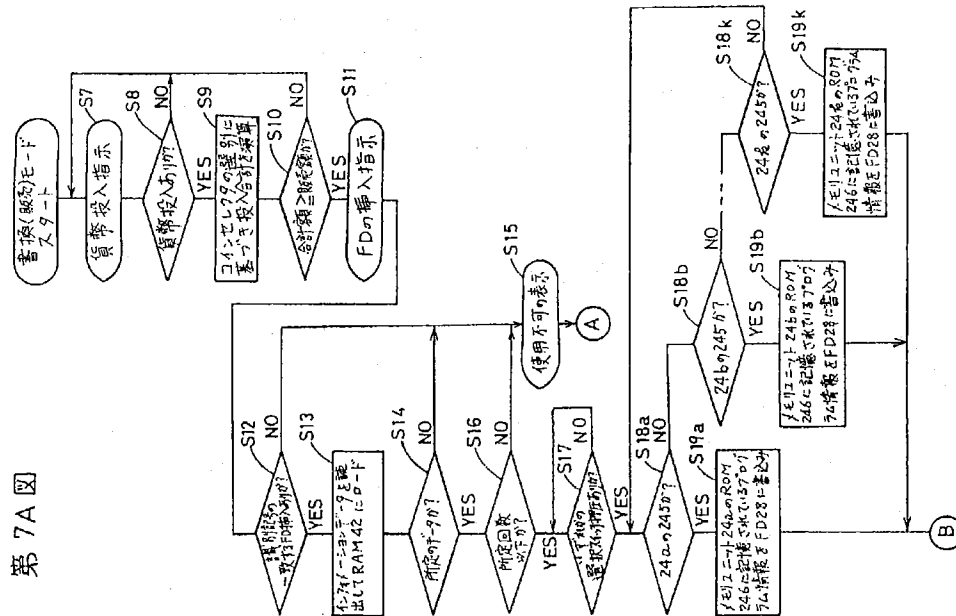 第7A図
書換(販売)モード
スタート
貨幣投入指示
S7
貨幣投入ありか?
S8
NO
YES
コインセレクタの選別に
基づき投入合計を演算
S9
合計額≧販売額か?
S10
NO
YES
FDの挿入指示
S11
識別記号の
一致するFD挿入ありか?
S12
NO
YES
インフォメーションデータを読
出してRAM42にロード
S13
所定のデータか?
S14
NO
YES
使用不可の表示
S15
A
所定回数
以下か?
S16
NO
YES
いずれかの
選択スイッチ押圧ありか?
S17
NO
YES
24aの245か?
S18a
NO
YES
メモリユニット24aのROM
246に記憶されているプログ
ラム情報をFD28に書込み
S19a
24bの245か?
S18b
NO
YES
メモリユニット24bのROM
246に記憶されているプログ
ラム情報をFD28に書込み
S19b
の245か?
S18k
NO
YES
メモリユニット
のROM
246に記憶されているプログラム
情報をFD28に書込み
S19k
B